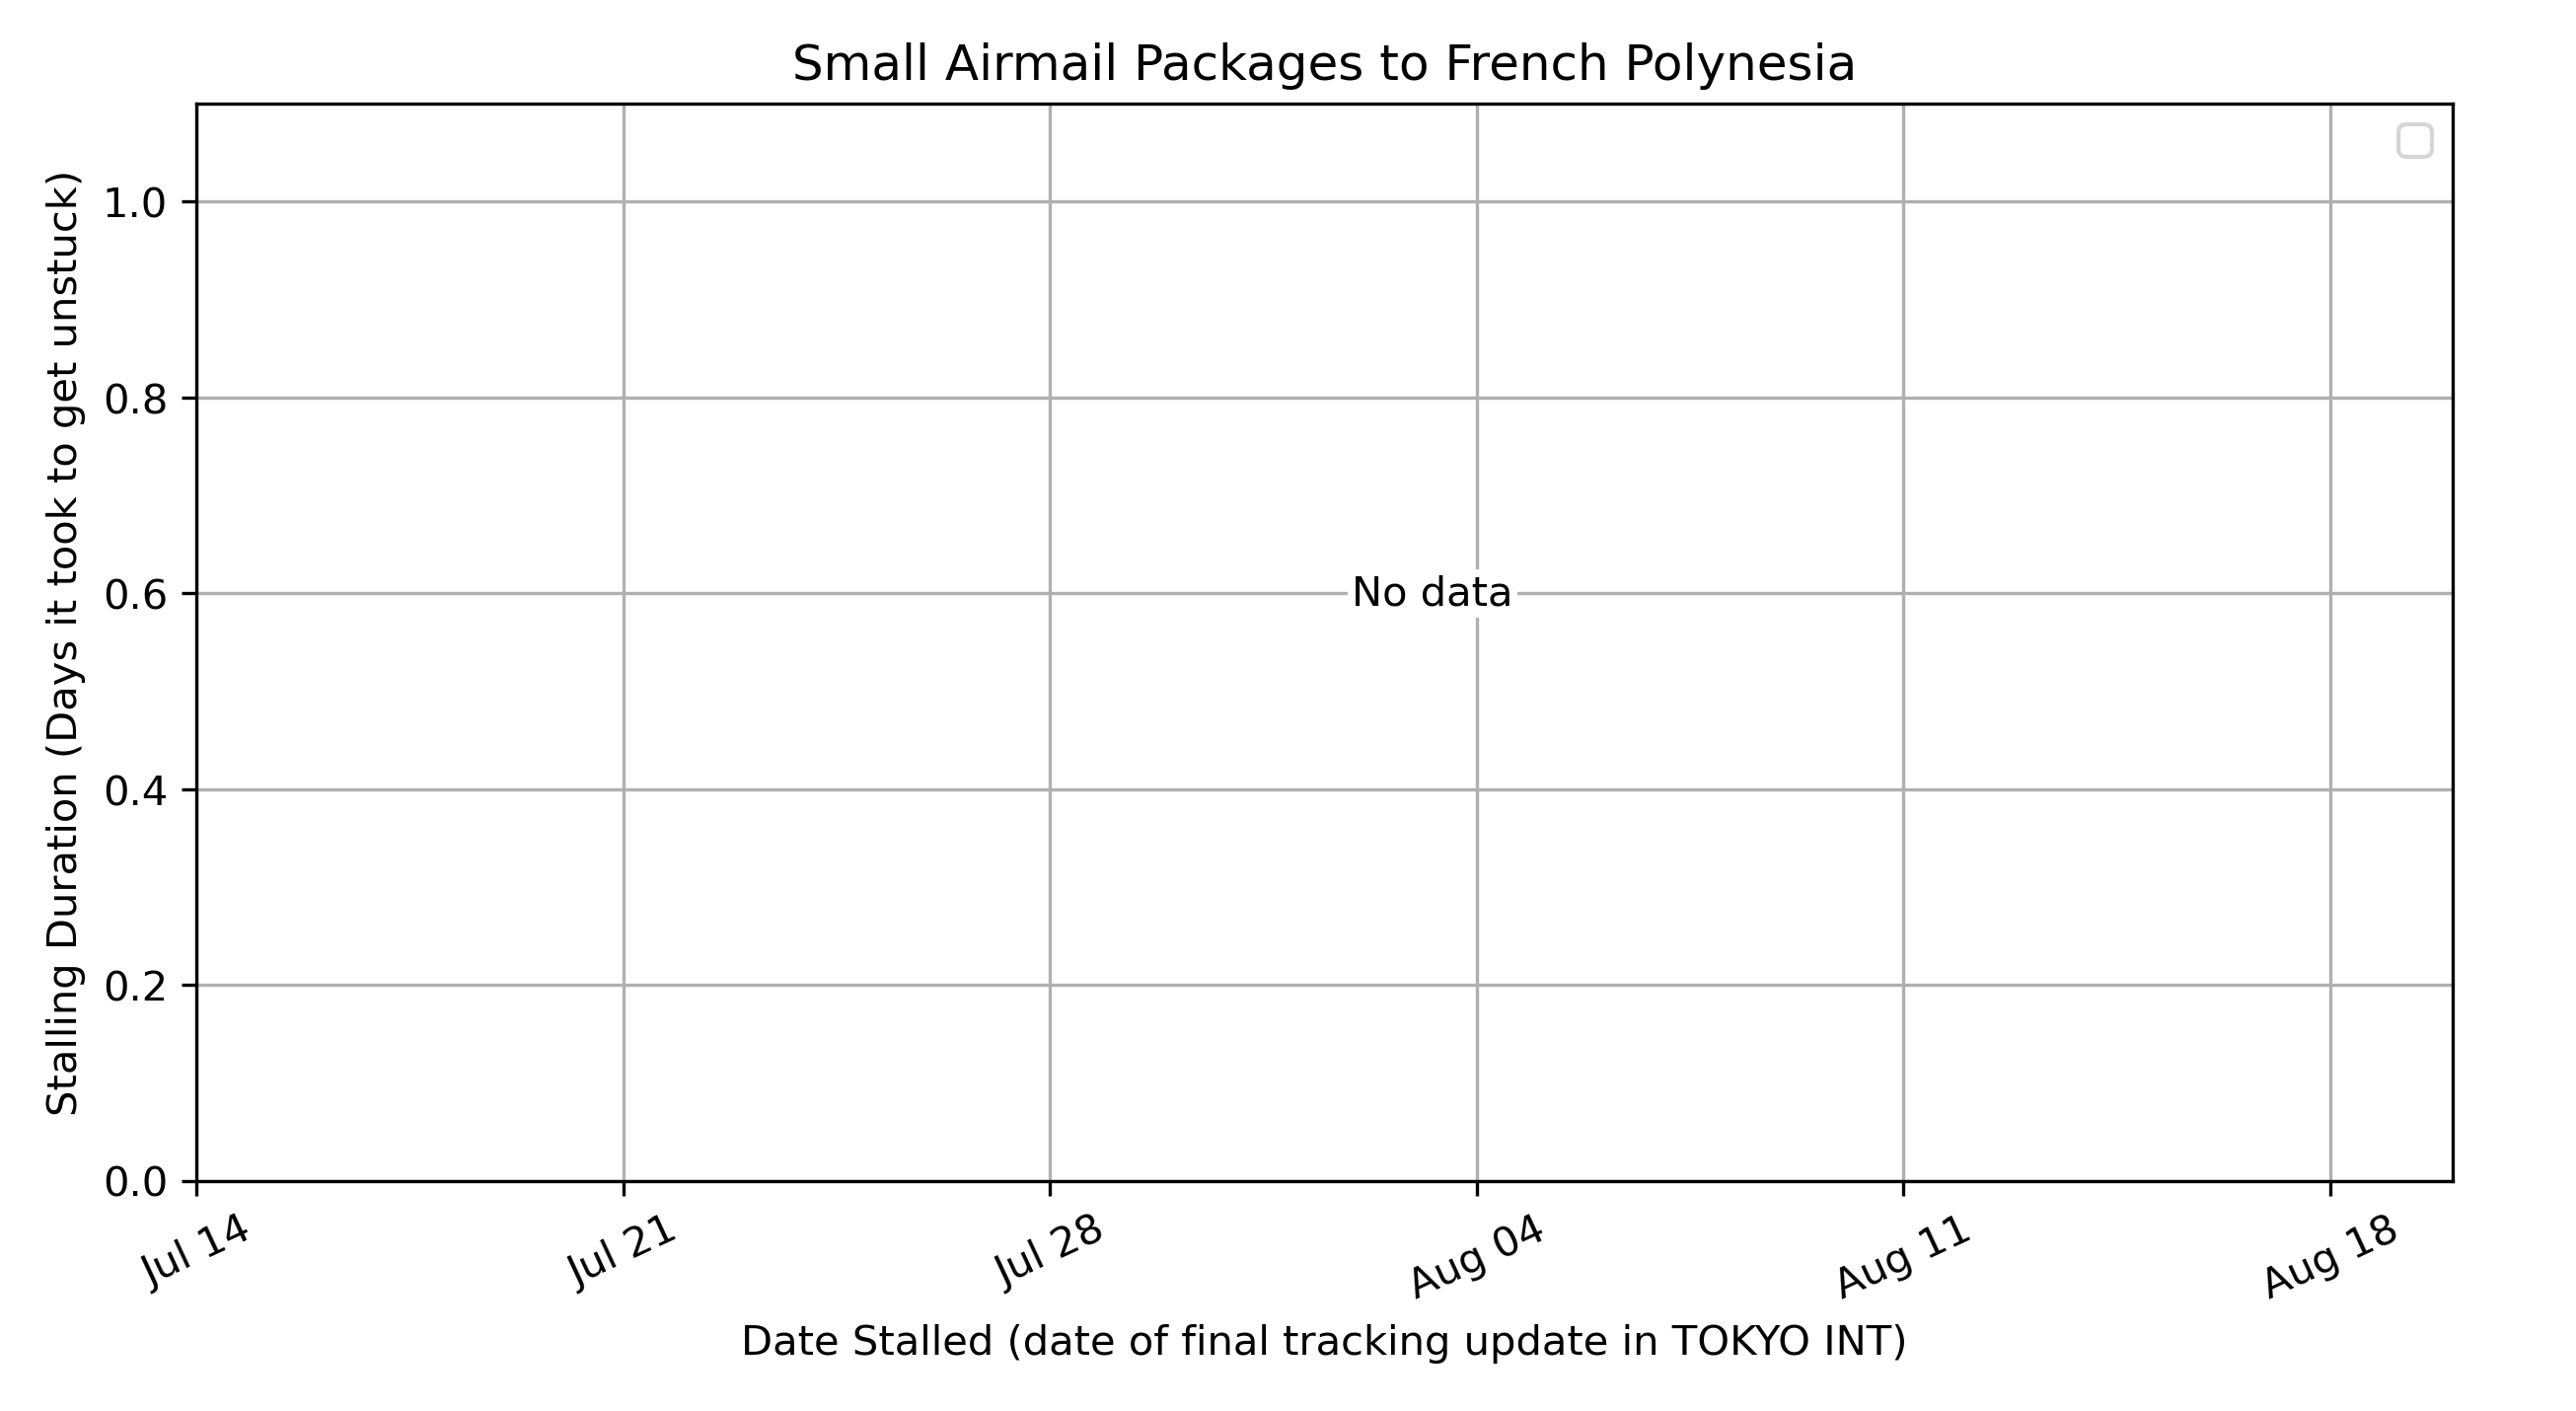 Small Airmail Packages to French Polynesia
Stalling Duration (Days it took to get unstuck)
1.0
0.8
0.6
0.4
0.2
0.0
No data
Jul 14
Jul 21
Jul 28
Aug 04
Aug 11
Aug 18
Date Stalled (date of final tracking update in TOKYO INT)